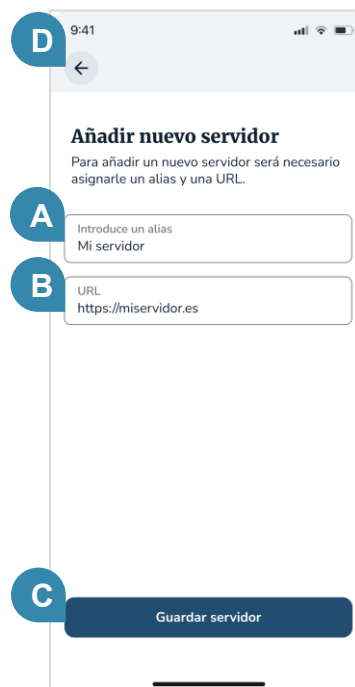 D
9:41
Añadir nuevo servidor
Para añadir un nuevo servidor será necesario
asignarle un alias y una URL.
A
Introduce un alias
Mi servidor
B
URL
https://miservidor.es
C
Guardar servidor